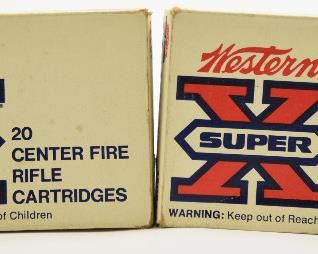 20
CENTER FIRE
RIFLE
CARTRIDGES
of Children
Western
X
SUPER
WARNING: Keep out of Reach